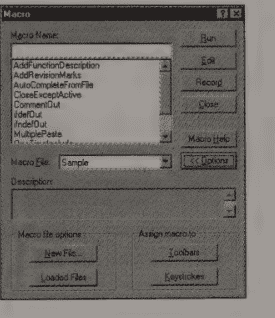 Macro
Macro Name:
Run
Edit
AddFunctionDescription
AddRevisionMarks
AutoCompleteFromFile
Record
CloseExceptActive
CommentOut
Close
ifdefOut
ifndefOut
MultiplePaste
Macro Help
Macro File: Sample
<< Options
Description:
Macro file options
Assign macro to
New File...
Toolbars
Loaded Files
Keystrokes